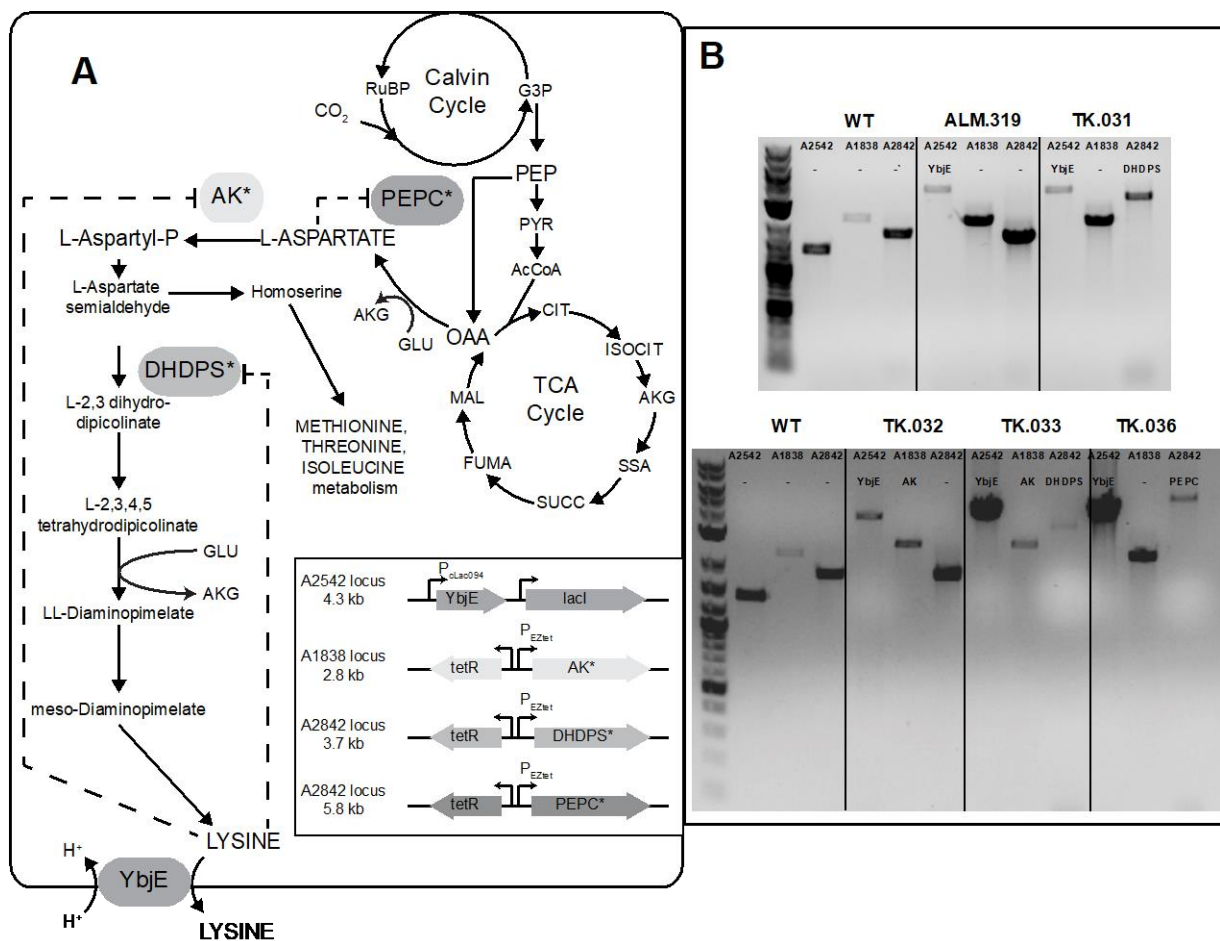 A
RuBP
Calvin
Cycle
G3P
CO2
PEP
AK*
PEPC*
PYR
L-Aspartyl-P
L-ASPARTATE
AcCoA
L-Aspartate
semialdehyde
Homoserine
AKG
GLU
OAA
CIT
ISOCIT
DHDPS*
MAL
TCA
Cycle
AKG
L-2,3 dihydro-
dipicolinate
METHIONINE,
THREONINE,
ISOLEUCINE
metabolism
FUMA
SSA
SUCC
L-2,3,4,5
tetrahydrodipicolinate
GLU
AKG
LL-Diaminopimelate
meso-Diaminopimelate
LYSINE
H+
YbjE
H+
LYSINE
A2542 locus
4.3 kb
PcLac094
YbjE
lacI
A1838 locus
2.8 kb
PEZtet
tetR
AK*
A2842 locus
3.7 kb
PEZtet
tetR
DHDPS*
A2842 locus
5.8 kb
PEZtet
tetR
PEPC*
B
WT ALM.319 TK.031
A2542 A1838 A2842 A2542 A1838 A2842 A2542 A1838 A2842
- - - YbjE - - YbjE - DHDPS
WT TK.032 TK.033 TK.036
A2542 A1838 A2842 A2542 A1838 A2842 A2542 A1838 A2842 A2542 A1838 A2842
- - - YbjE AK - YbjE AK DHDPS YbjE - PEPC